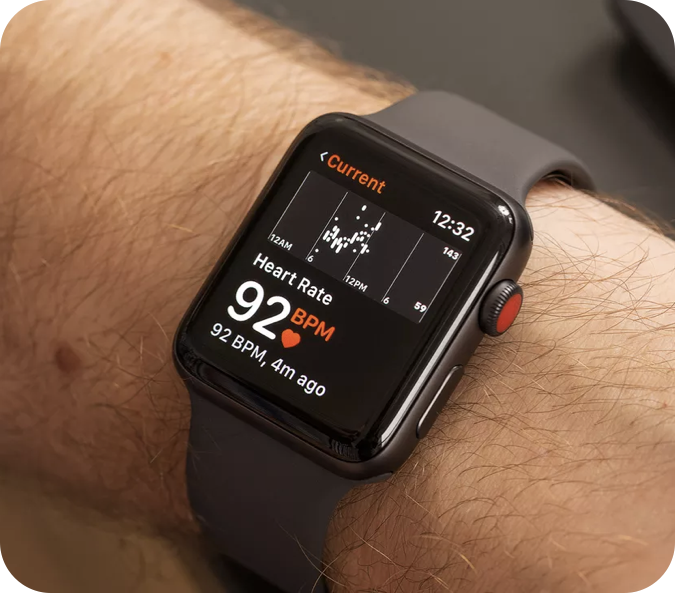 < Current
12:32
143
12AM 6 12PM 6 59
Heart Rate
92 BPM
92 BPM, 4m ago